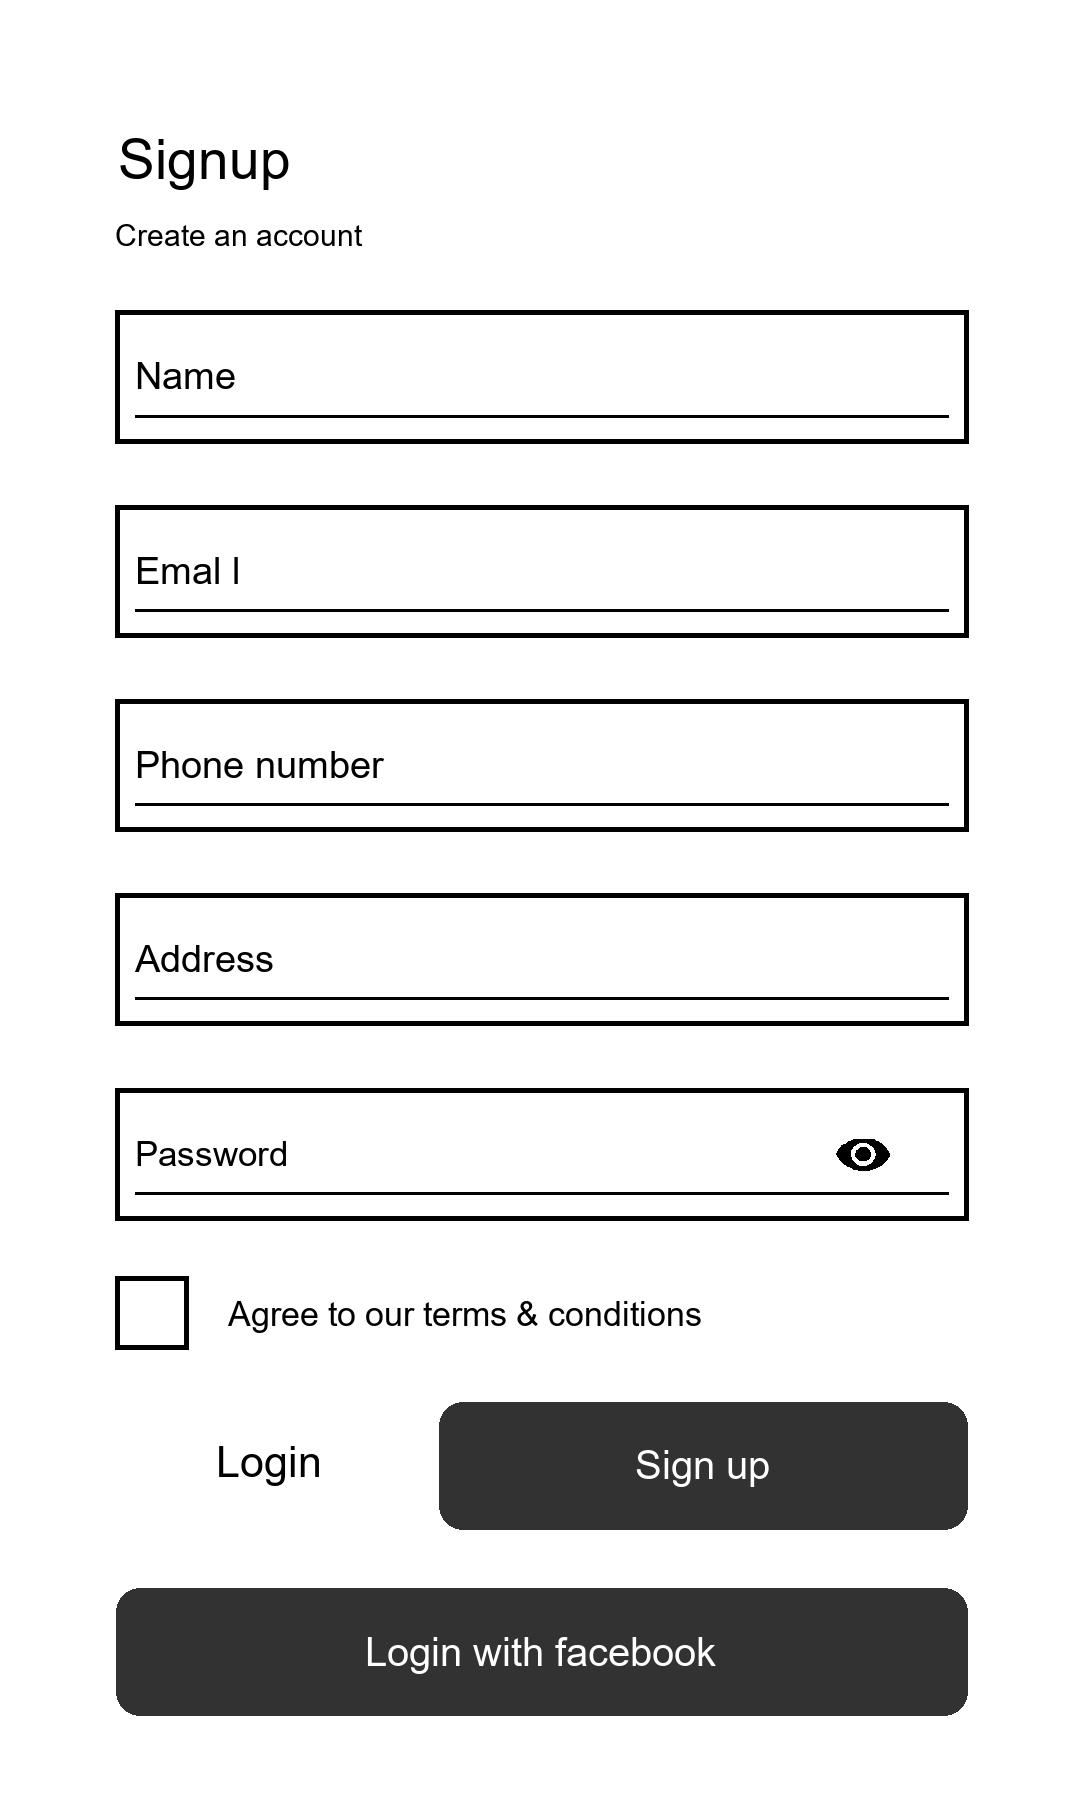 Signup
Create an account
Name
Emal l
Phone number
Address
Password
Agree to our terms & conditions
Login
Sign up
Login with facebook